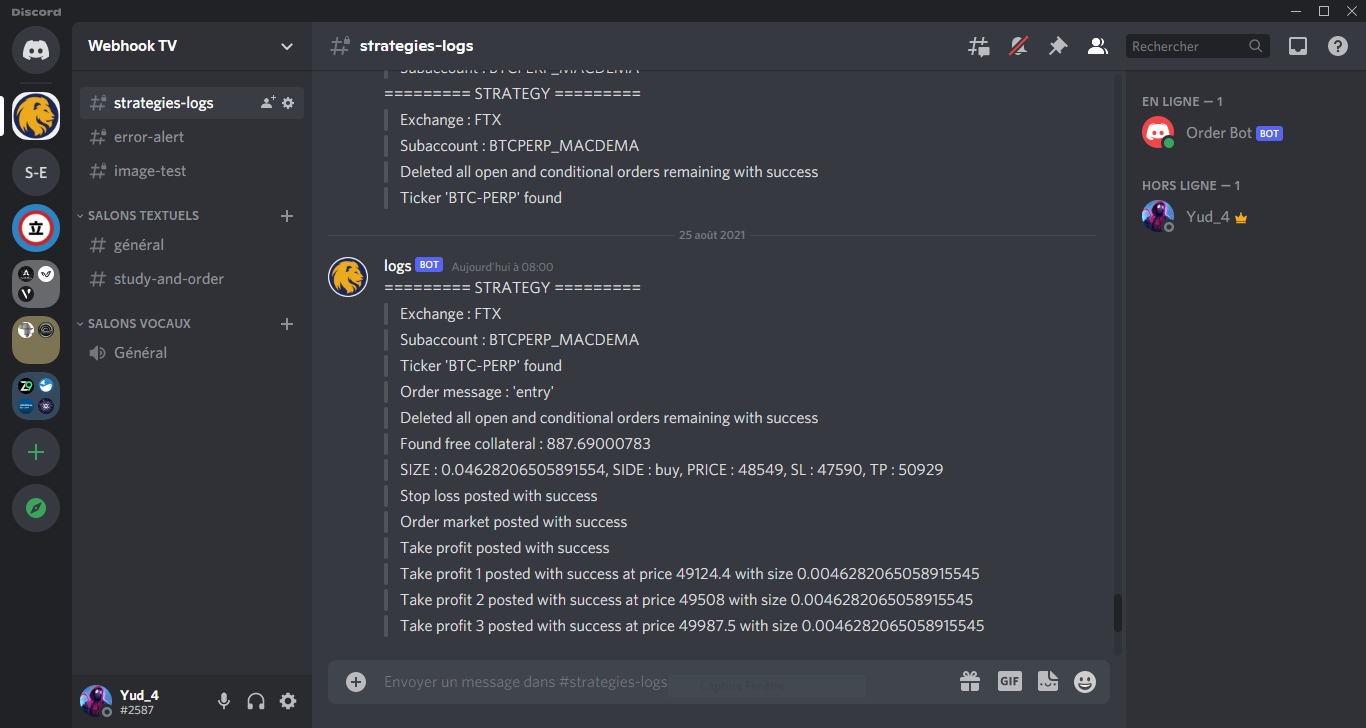 Discord
Webhook TV
strategies-logs
error-alert
image-test
SALONS TEXTUELS
général
study-and-order
SALONS VOCAUX
Général
S-E
立
Yud_4
#2587
strategies-logs
Rechercher
Subaccount : BTCPERP_MACDEMA
========= STRATEGY =========
Exchange : FTX
Subaccount : BTCPERP_MACDEMA
Deleted all open and conditional orders remaining with success
Ticker 'BTC-PERP' found
25 août 2021
logs BOT Aujourd'hui à 08:00
========= STRATEGY =========
Exchange : FTX
Subaccount : BTCPERP_MACDEMA
Ticker 'BTC-PERP' found
Order message : 'entry'
Deleted all open and conditional orders remaining with success
Found free collateral : 887.69000783
SIZE : 0.04628206505891554, SIDE : buy, PRICE : 48549, SL : 47590, TP : 50929
Stop loss posted with success
Order market posted with success
Take profit posted with success
Take profit 1 posted with success at price 49124.4 with size 0.0046282065058915545
Take profit 2 posted with success at price 49508 with size 0.0046282065058915545
Take profit 3 posted with success at price 49987.5 with size 0.0046282065058915545
Envoyer un message dans #strategies-logs
GIF
EN LIGNE — 1
Order Bot BOT
HORS LIGNE — 1
Yud_4